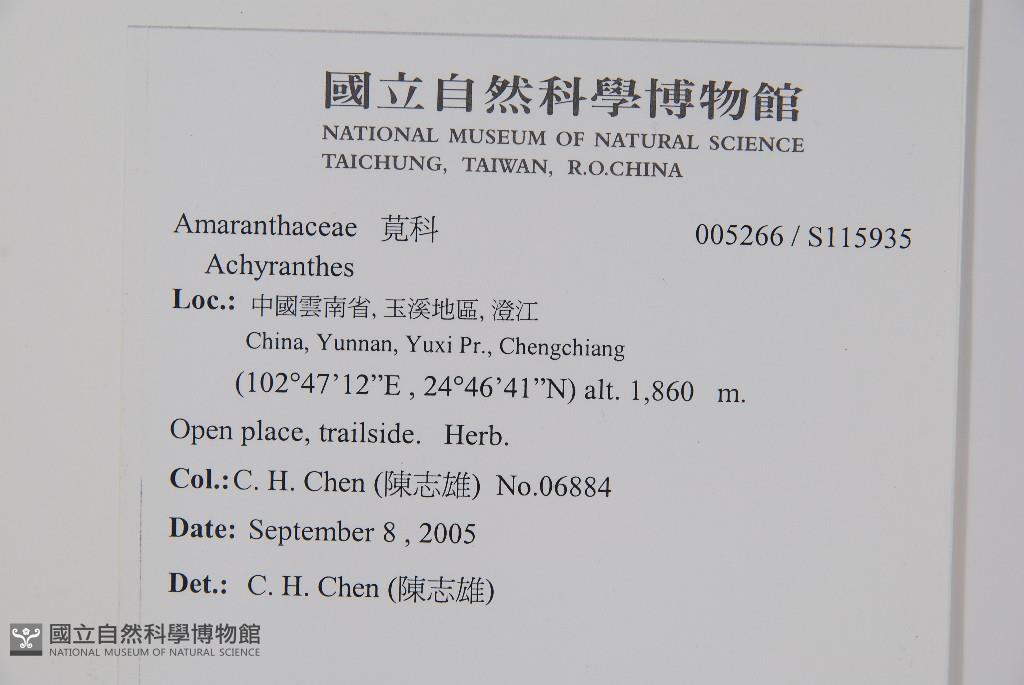 國立自然科學博物館
NATIONAL MUSEUM OF NATURAL SCIENCE
TAICHUNG, TAIWAN, R.O.CHINA
Amaranthaceae 莧科 005266 / S115935
Achyranthes
Loc.: 中國雲南省, 玉溪地區, 澄江
China, Yunnan, Yuxi Pr., Chengchiang
(102°47’12”E , 24°46’41”N) alt. 1,860 m.
Open place, trailside. Herb.
Col.: C. H. Chen (陳志雄) No.06884
Date: September 8 , 2005
Det.: C. H. Chen (陳志雄)
國立自然科學博物館
NATIONAL MUSEUM OF NATURAL SCIENCE